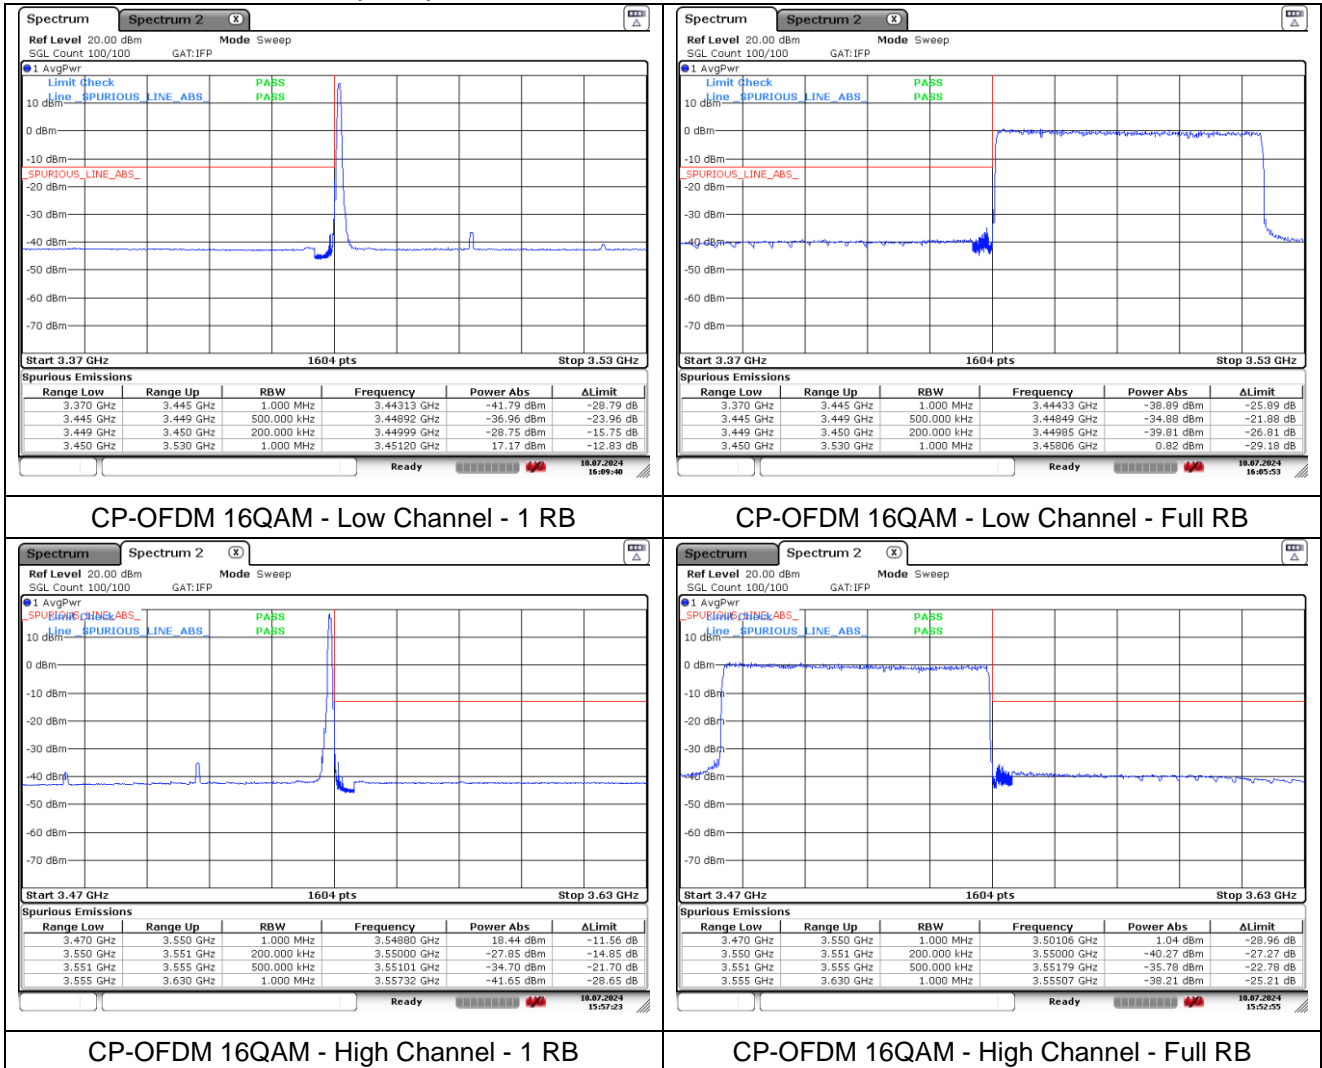 Spectrum Spectrum 2 X
Ref Level 20.00 dBm Mode Sweep
SGL Count 100/100 GAT:IFP
1 AvgPwr
Limit Check PASS
Line _SPURIOUS_LINE_ABS_ PASS
10 dBm
0 dBm
-10 dBm
_SPURIOUS_LINE_ABS_
-20 dBm
-30 dBm
-40 dBm
-50 dBm
-60 dBm
-70 dBm
Start 3.37 GHz 1604 pts Stop 3.53 GHz
Spurious Emissions
Range Low Range Up RBW Frequency Power Abs ΔLimit
3.370 GHz 3.445 GHz 1.000 MHz 3.44313 GHz -41.79 dBm -28.79 dB
3.445 GHz 3.449 GHz 500.000 kHz 3.44892 GHz -36.96 dBm -23.96 dB
3.449 GHz 3.450 GHz 200.000 kHz 3.44999 GHz -28.75 dBm -15.75 dB
3.450 GHz 3.530 GHz 1.000 MHz 3.45120 GHz 17.17 dBm -12.83 dB
Ready 10.07.2024
16:09:40
CP-OFDM 16QAM - Low Channel - 1 RB
Spectrum Spectrum 2 X
Ref Level 20.00 dBm Mode Sweep
SGL Count 100/100 GAT:IFP
1 AvgPwr
Limit Check PASS
Line _SPURIOUS_LINE_ABS_ PASS
10 dBm
0 dBm
-10 dBm
_SPURIOUS_LINE_ABS_
-20 dBm
-30 dBm
-40 dBm
-50 dBm
-60 dBm
-70 dBm
Start 3.37 GHz 1604 pts Stop 3.53 GHz
Spurious Emissions
Range Low Range Up RBW Frequency Power Abs ΔLimit
3.370 GHz 3.445 GHz 1.000 MHz 3.44433 GHz -38.89 dBm -25.89 dB
3.445 GHz 3.449 GHz 500.000 kHz 3.44849 GHz -34.88 dBm -21.88 dB
3.449 GHz 3.450 GHz 200.000 kHz 3.44985 GHz -39.81 dBm -26.81 dB
3.450 GHz 3.530 GHz 1.000 MHz 3.45806 GHz 0.82 dBm -29.18 dB
Ready 10.07.2024
16:05:53
CP-OFDM 16QAM - Low Channel - Full RB
Spectrum Spectrum 2 X
Ref Level 20.00 dBm Mode Sweep
SGL Count 100/100 GAT:IFP
1 AvgPwr
_SPURIOUS_LINE_ABS_
Limit Check PASS
Line _SPURIOUS_LINE_ABS_ PASS
10 dBm
0 dBm
-10 dBm
-20 dBm
-30 dBm
-40 dBm
-50 dBm
-60 dBm
-70 dBm
Start 3.47 GHz 1604 pts Stop 3.63 GHz
Spurious Emissions
Range Low Range Up RBW Frequency Power Abs ΔLimit
3.470 GHz 3.550 GHz 1.000 MHz 3.54880 GHz 18.44 dBm -11.56 dB
3.550 GHz 3.551 GHz 200.000 kHz 3.55000 GHz -27.85 dBm -14.85 dB
3.551 GHz 3.555 GHz 500.000 kHz 3.55101 GHz -34.70 dBm -21.70 dB
3.555 GHz 3.630 GHz 1.000 MHz 3.55732 GHz -41.65 dBm -28.65 dB
Ready 10.07.2024
15:57:23
CP-OFDM 16QAM - High Channel - 1 RB
Spectrum Spectrum 2 X
Ref Level 20.00 dBm Mode Sweep
SGL Count 100/100 GAT:IFP
1 AvgPwr
_SPURIOUS_LINE_ABS_
Limit Check PASS
Line _SPURIOUS_LINE_ABS_ PASS
10 dBm
0 dBm
-10 dBm
-20 dBm
-30 dBm
-40 dBm
-50 dBm
-60 dBm
-70 dBm
Start 3.47 GHz 1604 pts Stop 3.63 GHz
Spurious Emissions
Range Low Range Up RBW Frequency Power Abs ΔLimit
3.470 GHz 3.550 GHz 1.000 MHz 3.50106 GHz 1.04 dBm -28.96 dB
3.550 GHz 3.551 GHz 200.000 kHz 3.55000 GHz -40.27 dBm -27.27 dB
3.551 GHz 3.555 GHz 500.000 kHz 3.55179 GHz -35.78 dBm -22.78 dB
3.555 GHz 3.630 GHz 1.000 MHz 3.55507 GHz -38.21 dBm -25.21 dB
Ready 10.07.2024
15:52:55
CP-OFDM 16QAM - High Channel - Full RB